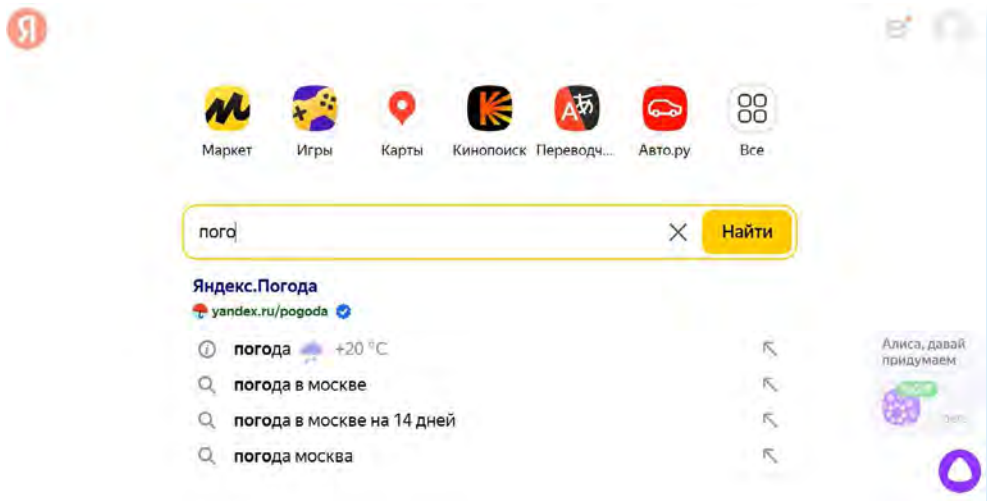 Я
Маркет Игры Карты Кинопоиск Переводч... Авто.ру Все
пого Найти
Яндекс.Погода
yandex.ru/pogoda
погода +20 °C
погода в москве
погода в москве на 14 дней
погода москва
Алиса, давай
придумаем